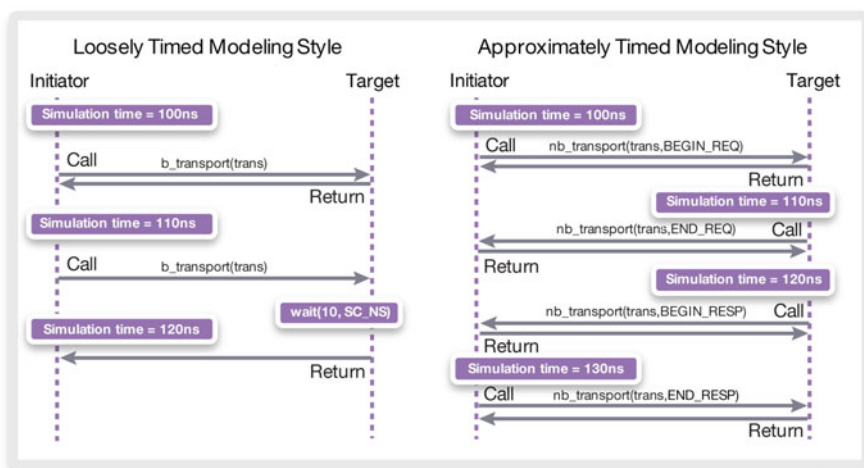 Loosely Timed Modeling Style
Initiator
Target
Simulation time = 100ns
Call
b_transport(trans)
Return
Simulation time = 110ns
Call
b_transport(trans)
wait(10, SC_NS)
Simulation time = 120ns
Return
Approximately Timed Modeling Style
Initiator
Target
Simulation time = 100ns
Call
nb_transport(trans,BEGIN_REQ)
Return
Simulation time = 110ns
nb_transport(trans,END_REQ)
Call
Return
Simulation time = 120ns
nb_transport(trans,BEGIN_RESP)
Call
Return
Simulation time = 130ns
Call
nb_transport(trans,END_RESP)
Return